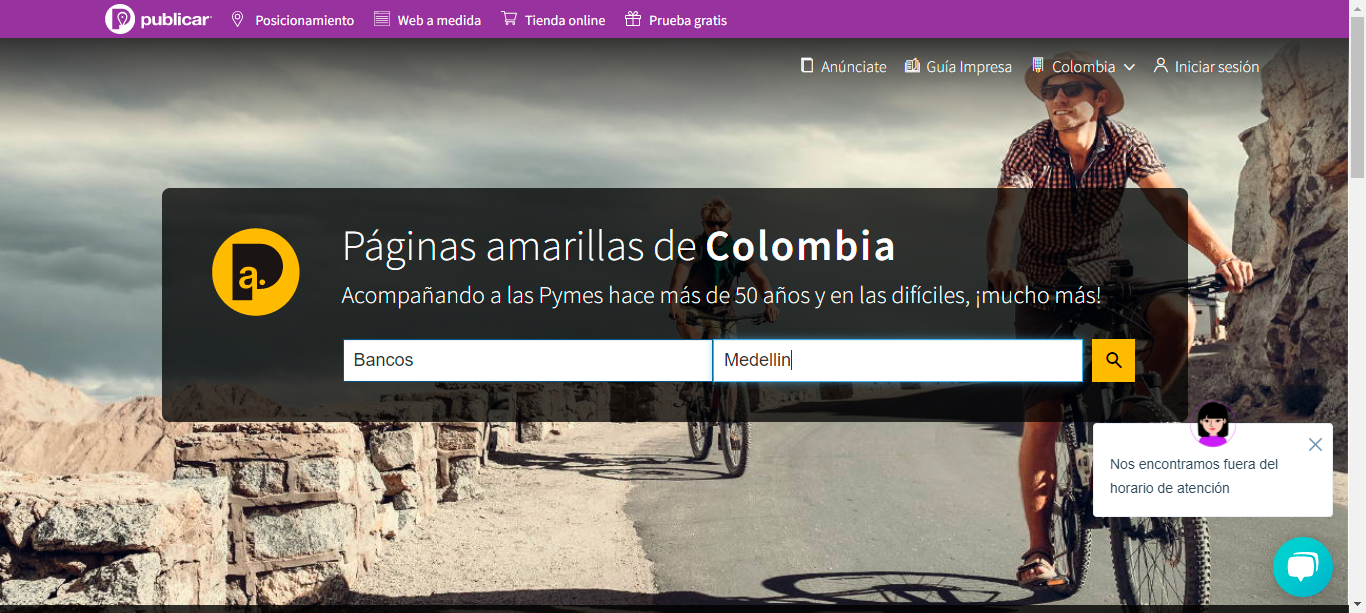 publicar Posicionamiento Web a medida Tienda online Prueba gratis
Anúnciate Guía Impresa Colombia Iniciar sesión
Páginas amarillas de Colombia
a.
Acompañando a las Pymes hace más de 50 años y en las difíciles, ¡mucho más!
Bancos Medellin
Nos encontramos fuera del
horario de atención